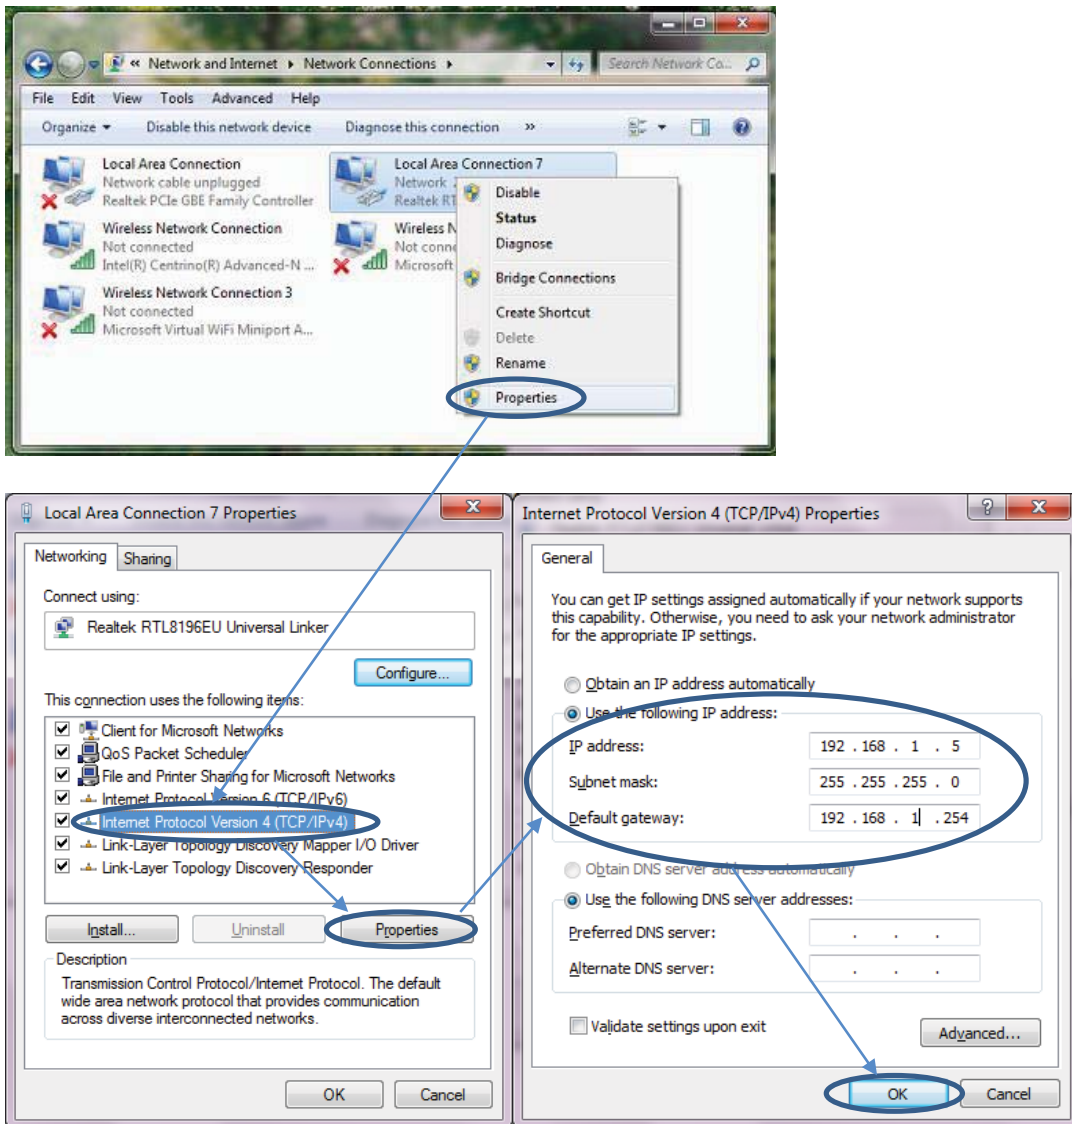 « Network and Internet ▸ Network Connections ▸
Search Network Co...
File Edit View Tools Advanced Help
Organize Disable this network device Diagnose this connection »
Local Area Connection
Network cable unplugged
Realtek PCIe GBE Family Controller
Local Area Connection 7
Network
Realtek RT
Wireless Network Connection
Not connected
Intel(R) Centrino(R) Advanced-N ...
Wireless N
Not conne
Microsoft
Wireless Network Connection 3
Not connected
Microsoft Virtual WiFi Miniport A...
Disable
Status
Diagnose
Bridge Connections
Create Shortcut
Delete
Rename
Properties
Local Area Connection 7 Properties
Networking Sharing
Connect using:
Realtek RTL8196EU Universal Linker
Configure...
This connection uses the following items:
Client for Microsoft Networks
QoS Packet Scheduler
File and Printer Sharing for Microsoft Networks
Internet Protocol Version 6 (TCP/IPv6)
Internet Protocol Version 4 (TCP/IPv4)
Link-Layer Topology Discovery Mapper I/O Driver
Link-Layer Topology Discovery Responder
Install... Uninstall Properties
Description
Transmission Control Protocol/Internet Protocol. The default
wide area network protocol that provides communication
across diverse interconnected networks.
OK Cancel
Internet Protocol Version 4 (TCP/IPv4) Properties
General
You can get IP settings assigned automatically if your network supports
this capability. Otherwise, you need to ask your network administrator
for the appropriate IP settings.
Obtain an IP address automatically
Use the following IP address:
IP address: 192 . 168 . 1 . 5
Subnet mask: 255 . 255 . 255 . 0
Default gateway: 192 . 168 . 1 . 254
Obtain DNS server address automatically
Use the following DNS server addresses:
Preferred DNS server: . . .
Alternate DNS server: . . .
Validate settings upon exit
Advanced...
OK Cancel